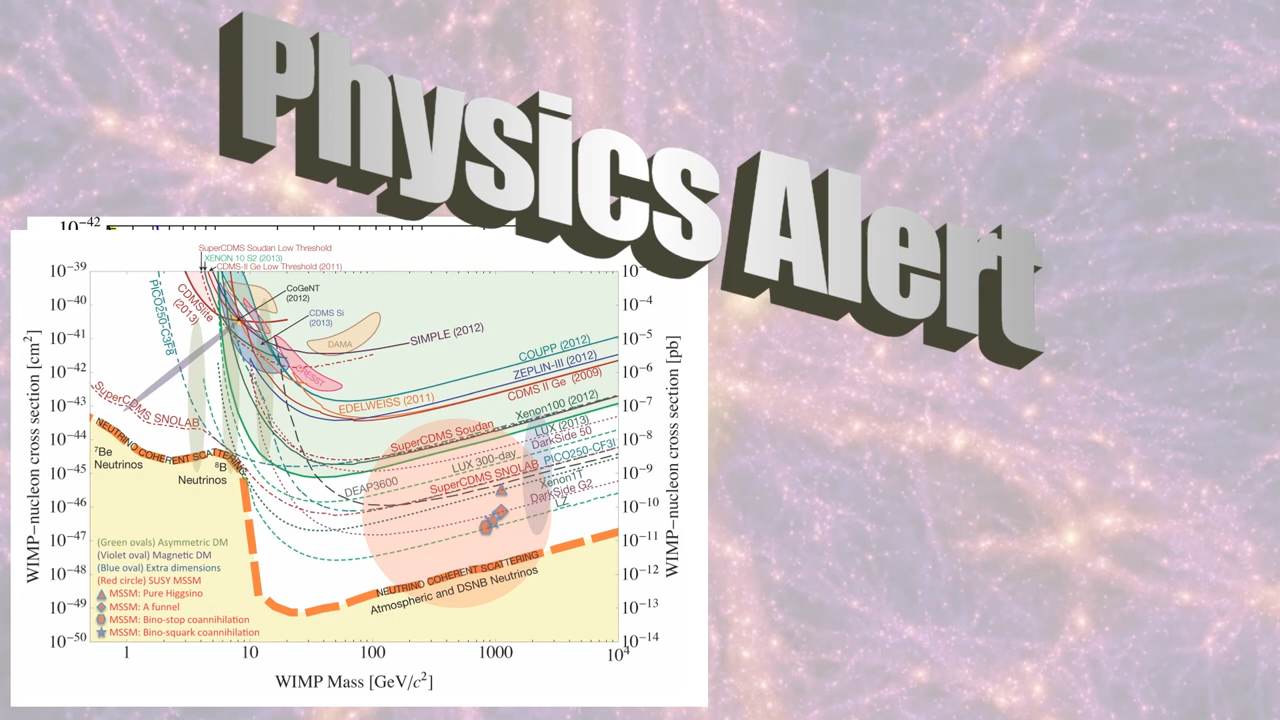 Physics Alert
10−42
SuperCDMS Soudan Low Threshold
XENON 10 S2 (2013)
CDMS-II Ge Low Threshold (2011)
10−39
10−40
10−41
10−42
10−43
10−44
10−45
10−46
10−47
10−48
10−49
10−50
WIMP−nucleon cross section [cm2]
PICO250-C3F8
CDMSlite
(2013)
CoGeNT
(2012)
CDMS Si
(2013)
DAMA
SIMPLE (2012)
CRESST
COUPP (2012)
ZEPLIN-III (2012)
CDMS II Ge (2009)
EDELWEISS (2011)
Xenon100 (2012)
SuperCDMS SNOLAB
SuperCDMS Soudan
LUX (2013)
DarkSide 50
LUX 300-day
PICO250-CF3I
SuperCDMS SNOLAB
DEAP3600
Xenon1T
DarkSide G2
LZ
NEUTRINO COHERENT SCATTERING
7Be
Neutrinos
8B
Neutrinos
NEUTRINO COHERENT SCATTERING
Atmospheric and DSNB Neutrinos
(Green ovals) Asymmetric DM
(Violet oval) Magnetic DM
(Blue oval) Extra dimensions
(Red circle) SUSY MSSM
MSSM: Pure Higgsino
MSSM: A funnel
MSSM: Bino-stop coannihilation
MSSM: Bino-squark coannihilation
10−4
10−5
10−6
10−7
10−8
10−9
10−10
10−11
10−12
10−13
10−14
WIMP−nucleon cross section [pb]
1 10 100 1000 104
WIMP Mass [GeV/c2]